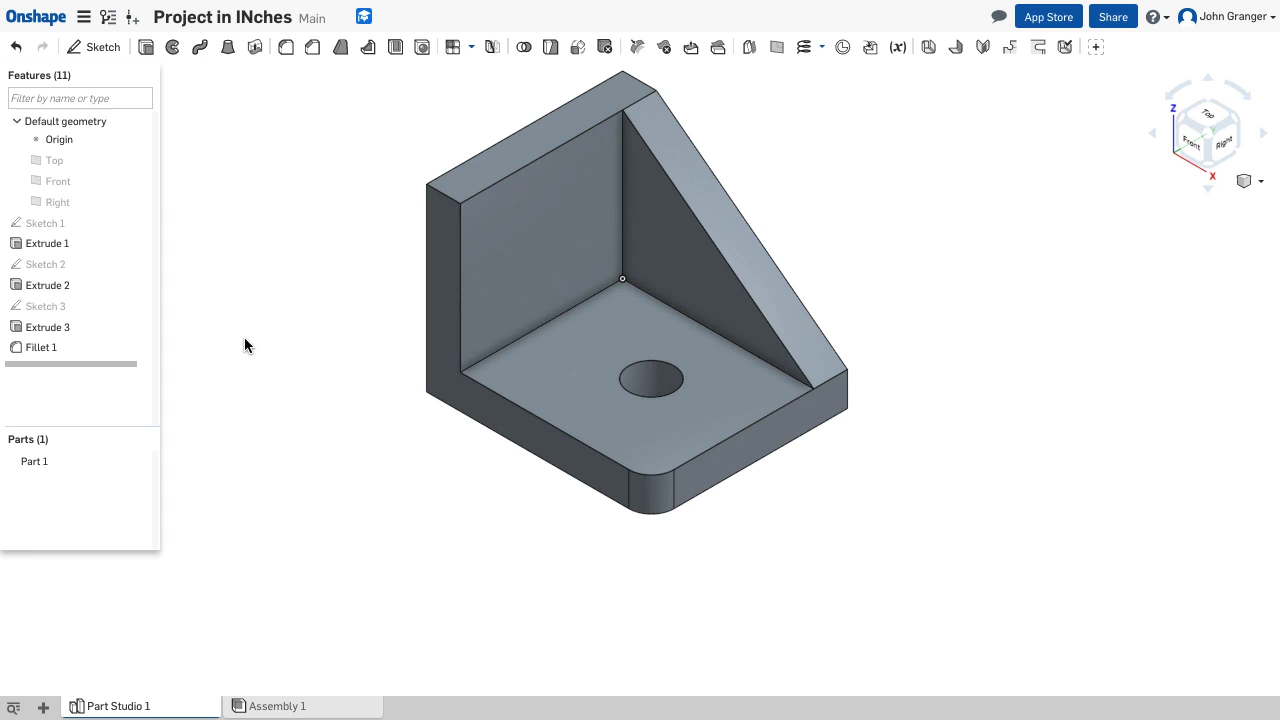 Onshape Project in INches Main App Store Share John Granger
Sketch (x)
Features (11)
Filter by name or type
Default geometry
Origin
Top
Front
Right
Sketch 1
Extrude 1
Sketch 2
Extrude 2
Sketch 3
Extrude 3
Fillet 1
Parts (1)
Part 1
Z
Top
Front Right
X
Part Studio 1 Assembly 1